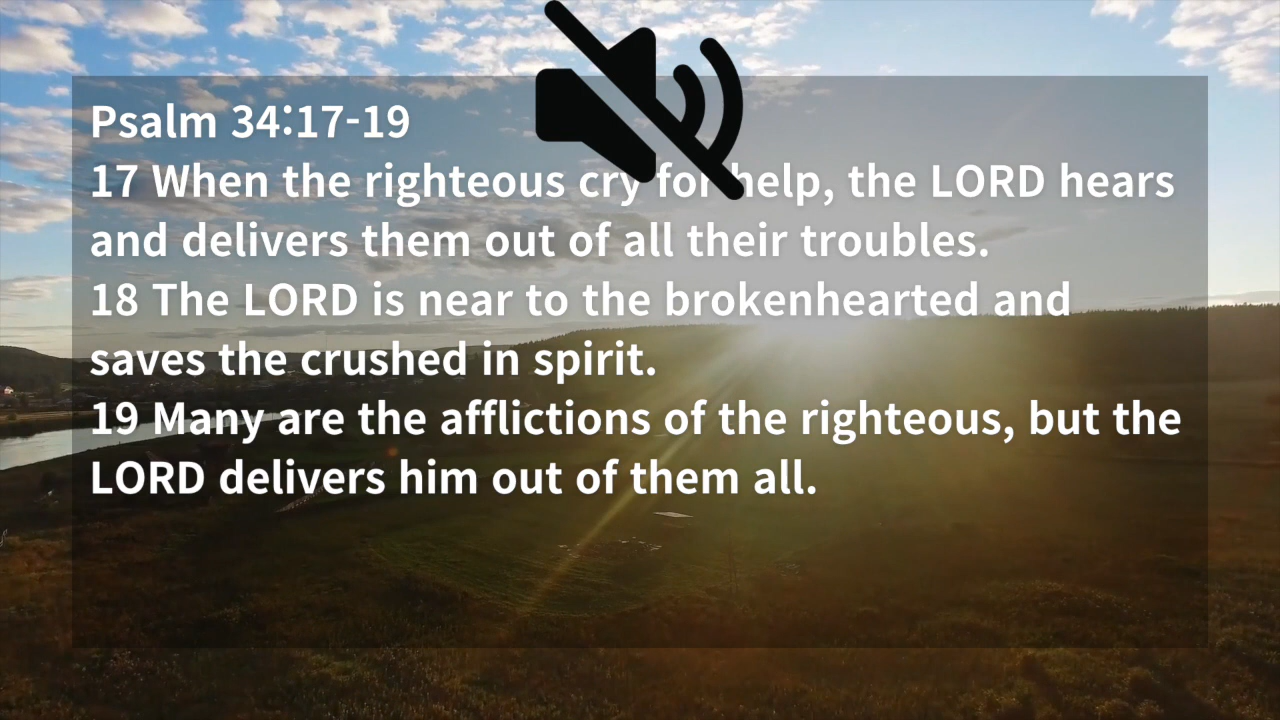 Psalm 34:17-19
17 When the righteous cry for help, the LORD hears
and delivers them out of all their troubles.
18 The LORD is near to the brokenhearted and
saves the crushed in spirit.
19 Many are the afflictions of the righteous, but the
LORD delivers him out of them all.